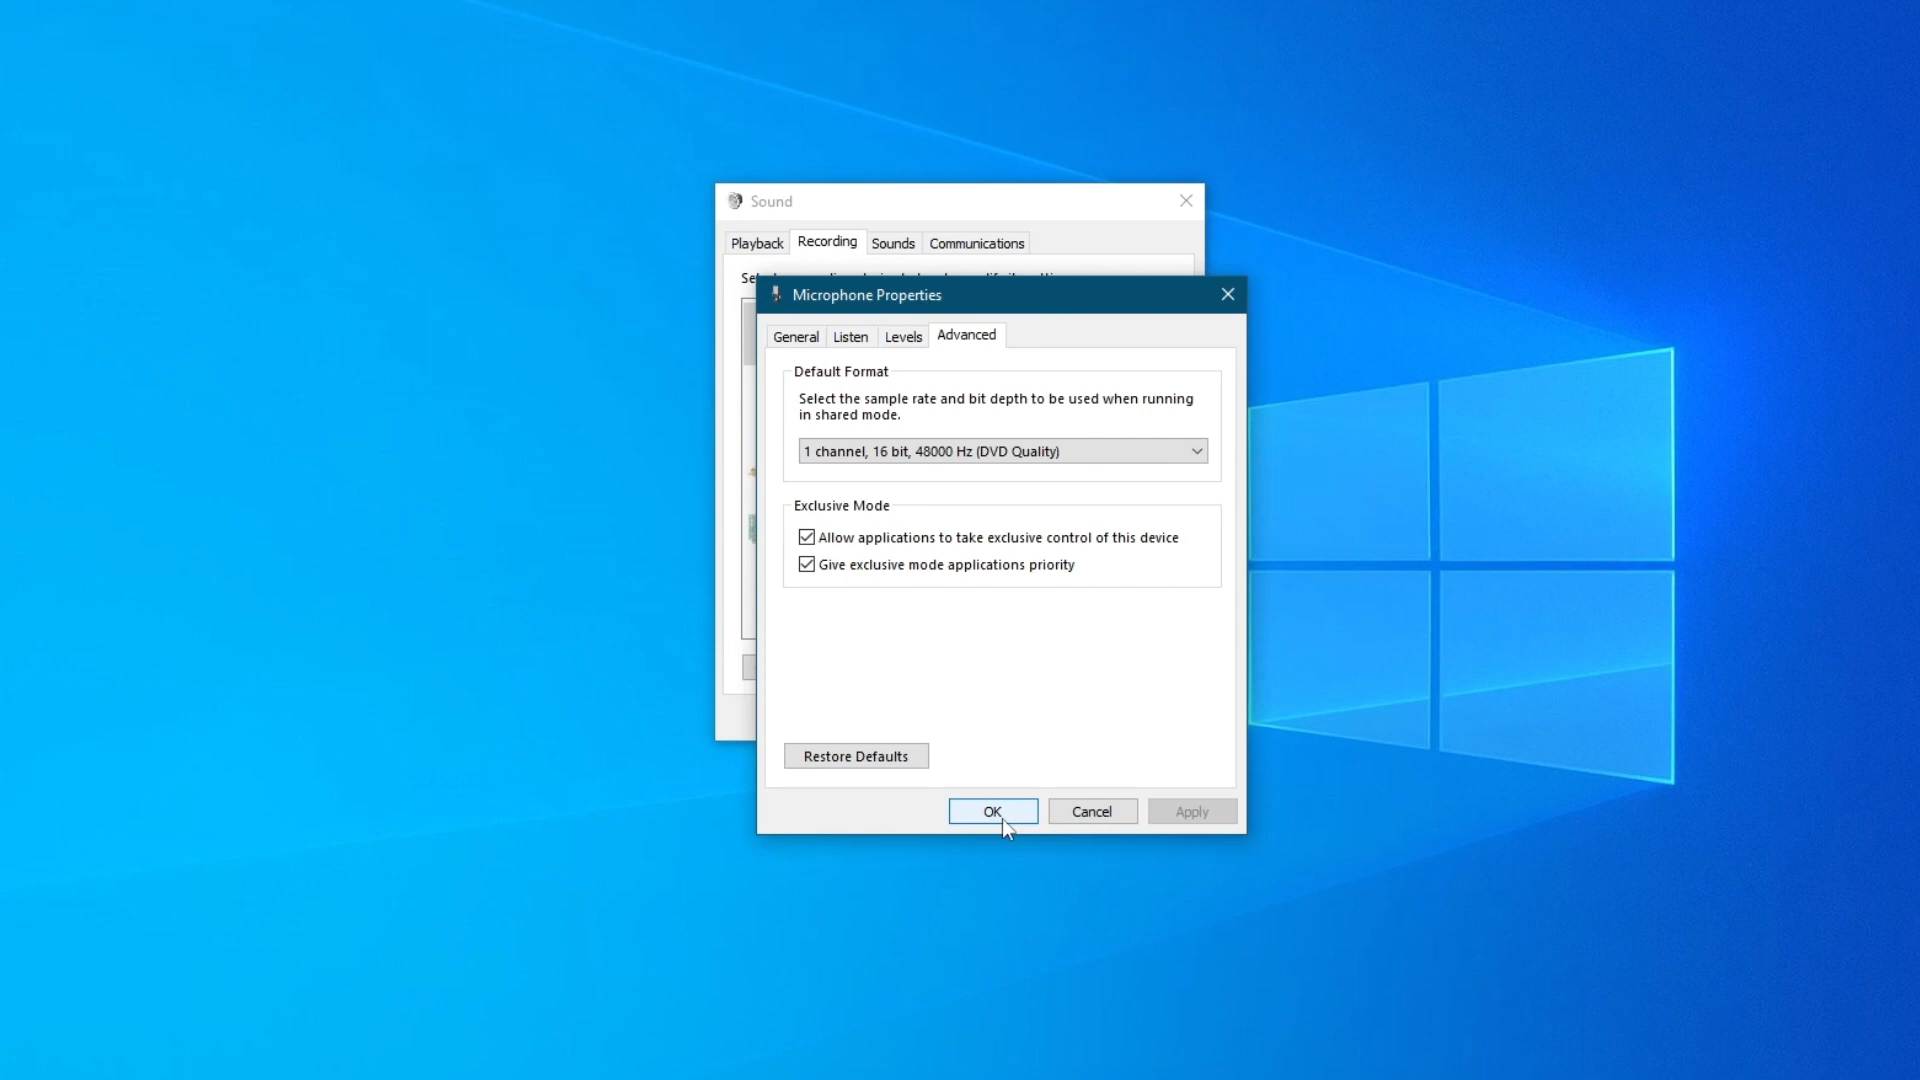 Sound
Playback
Recording
Sounds
Communications
Microphone Properties
General
Listen
Levels
Advanced
Default Format
Select the sample rate and bit depth to be used when running
in shared mode.
1 channel, 16 bit, 48000 Hz (DVD Quality)
Exclusive Mode
Allow applications to take exclusive control of this device
Give exclusive mode applications priority
Restore Defaults
OK
Cancel
Apply